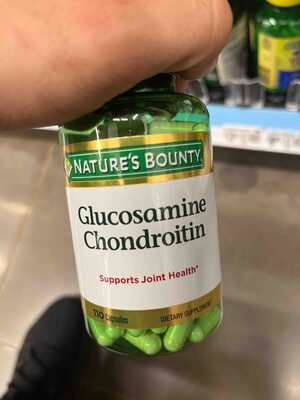 NATURE'S BOUNTY
Glucosamine
Chondroitin
Supports Joint Health*
110 Capsules
DIETARY SUPPLEMENT